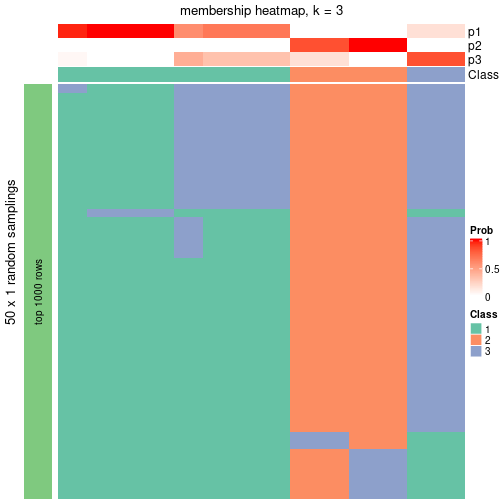 membership heatmap, k = 3
p1
p2
p3
Class
50 x 1 random samplings
top 1000 rows
Prob
1
0.5
0
Class
1
2
3